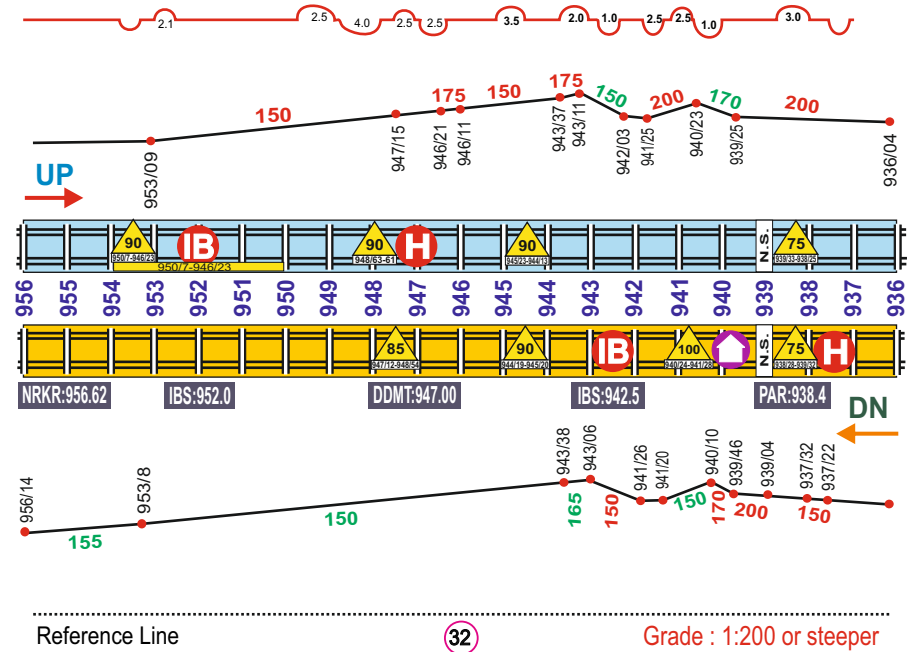 2.1 2.5 4.0 2.5 2.5 3.5 2.0 1.0 2.5 2.5 1.0 3.0
150 175 150 175 150 200 170 200
953/09 947/15 946/21 946/11 943/37 943/11 942/03 941/25 940/23 939/25 936/04
UP
90 IB 90 H 90 N.S. 75
950/7-946/23 948/63-61 945/23-944/13 939/33-938/25
950/7-946/23
956 955 954 953 952 951 950 949 948 947 946 945 944 943 942 941 940 939 938 937 936
85 90 IB 100 N.S. 75 H
947/12-948/54 944/19-945/20 940/24-941/28 938/28-939/32
NRKR:956.62 IBS:952.0 DDMT:947.00 IBS:942.5 PAR:938.4
DN
956/14 953/8 943/38 943/06 941/26 941/20 940/10 939/46 939/04 937/32 937/22
155 150 165 150 150 170 200 150
Reference Line 32 Grade : 1:200 or steeper